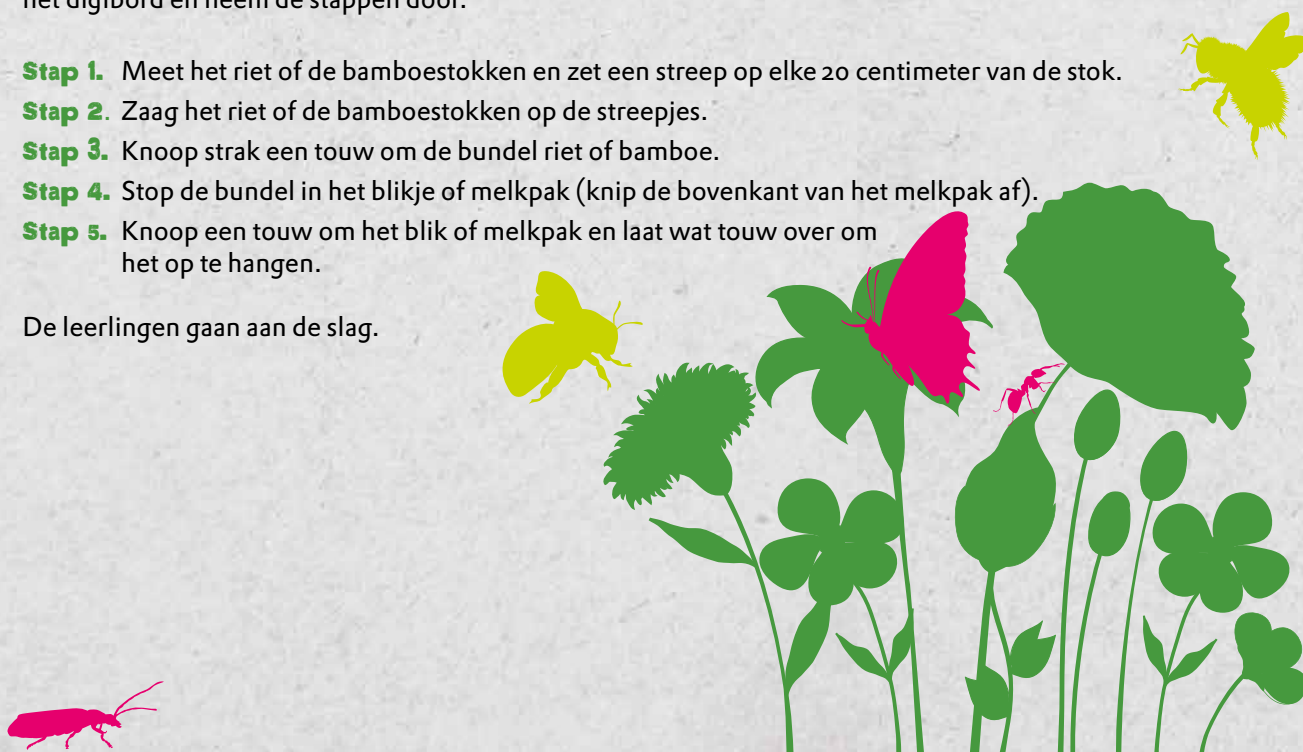 het digibord en neem de stappen door.
Stap 1. Meet het riet of de bamboestokken en zet een streep op elke 20 centimeter van de stok.
Stap 2. Zaag het riet of de bamboestokken op de streepjes.
Stap 3. Knoop strak een touw om de bundel riet of bamboe.
Stap 4. Stop de bundel in het blikje of melkpak (knip de bovenkant van het melkpak af).
Stap 5. Knoop een touw om het blik of melkpak en laat wat touw over om
het op te hangen.
De leerlingen gaan aan de slag.